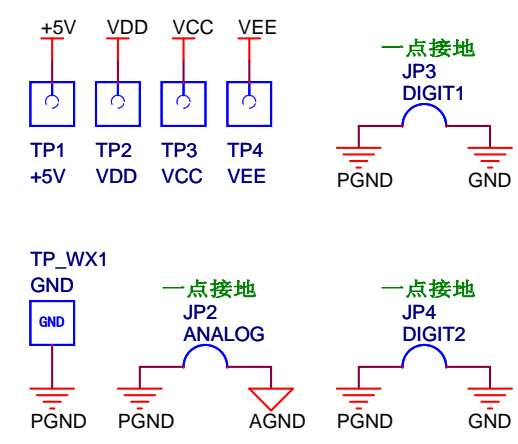 +5V VDD VCC VEE
一点接地
JP3
DIGIT1
TP1 TP2 TP3 TP4
+5V VDD VCC VEE
PGND GND
TP_WX1
GND
GND
一点接地
JP2
ANALOG
一点接地
JP4
DIGIT2
PGND PGND AGND PGND GND